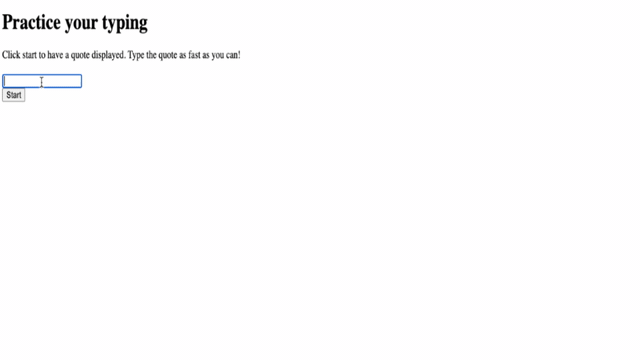 Practice your typing
Click start to have a quote displayed. Type the quote as fast as you can!
Start